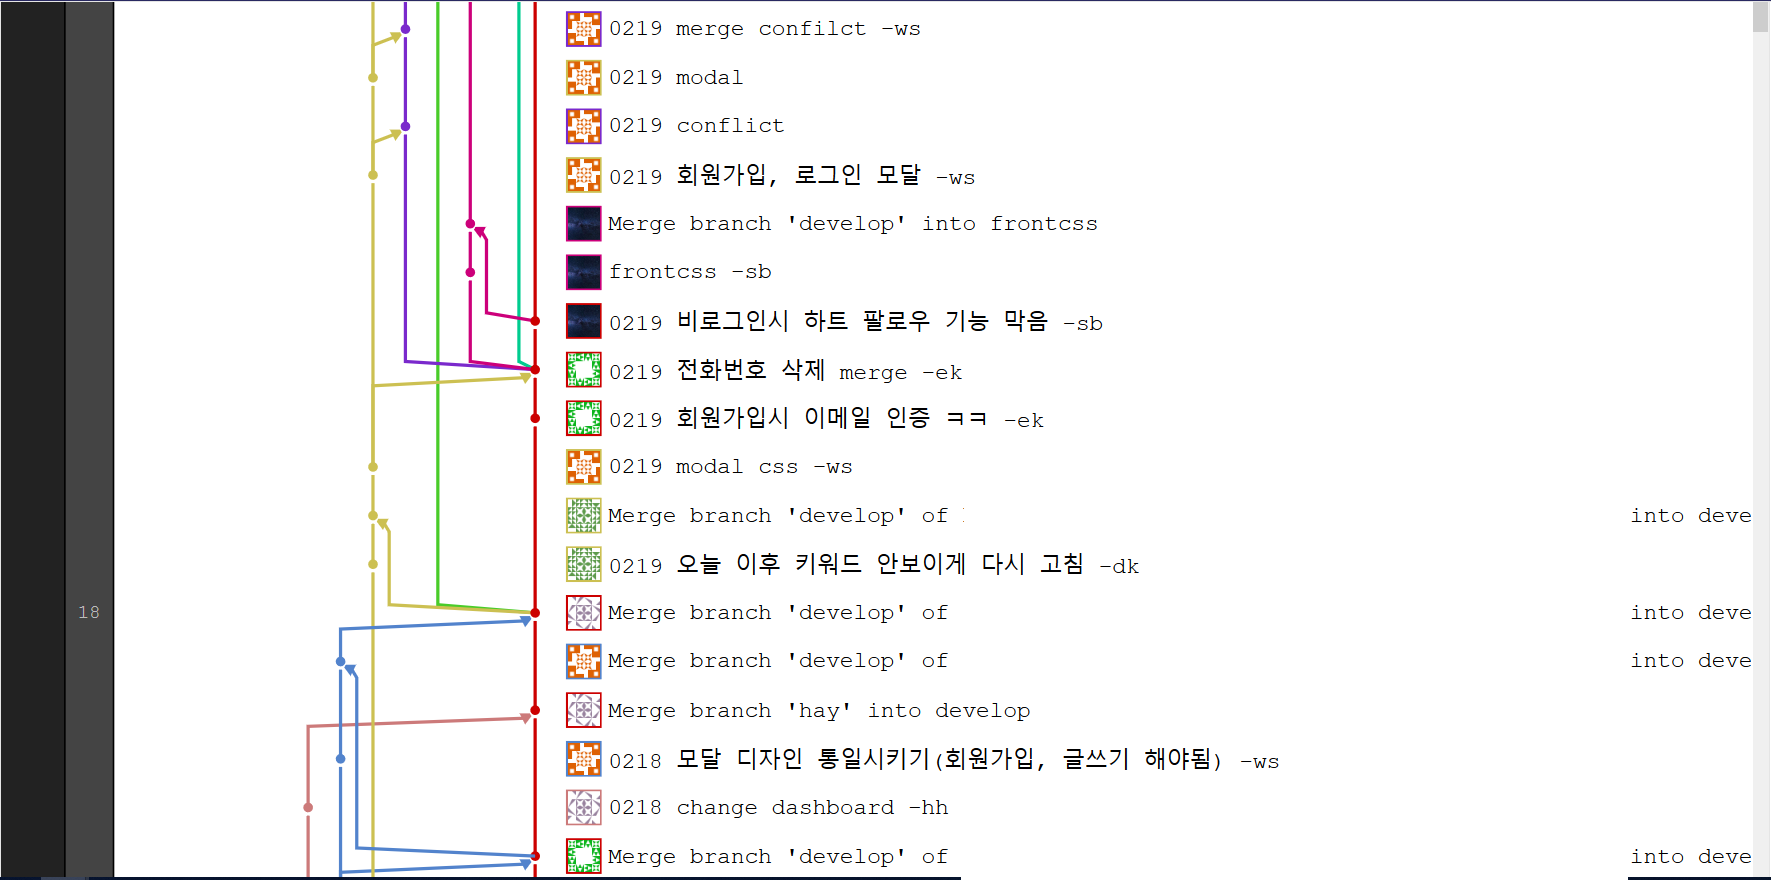 0219 merge confilct -ws
0219 modal
0219 conflict
0219 회원가입, 로그인 모달 -ws
Merge branch 'develop' into frontcss
frontcss -sb
0219 비로그인시 하트 팔로우 기능 막음 -sb
0219 전화번호 삭제 merge -ek
0219 회원가입시 이메일 인증 ㅋㅋ -ek
0219 modal css -ws
Merge branch 'develop' of into deve
0219 오늘 이후 키워드 안보이게 다시 고침 -dk
18 Merge branch 'develop' of into deve
Merge branch 'develop' of into deve
Merge branch 'hay' into develop
0218 모달 디자인 통일시키기(회원가입, 글쓰기 해야됨) -ws
0218 change dashboard -hh
Merge branch 'develop' of into deve